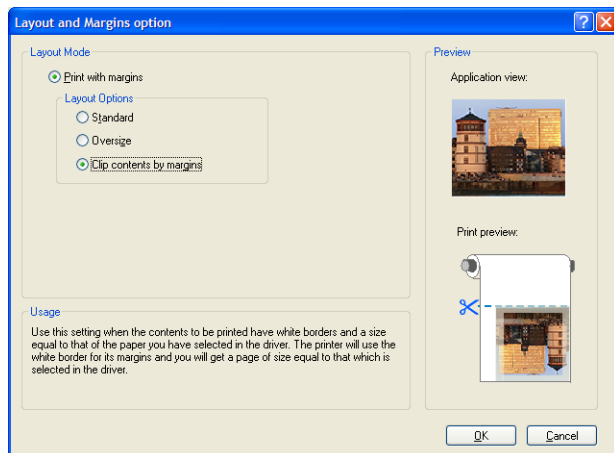 Layout and Margins option
Layout Mode
Print with margins
Layout Options
Standard
Oversize
Clip contents by margins
Usage
Use this setting when the contents to be printed have white borders and a size
equal to that of the paper you have selected in the driver. The printer will use the
white border for its margins and you will get a page of size equal to that which is
selected in the driver.
Preview
Application view:
Print preview:
OK
Cancel